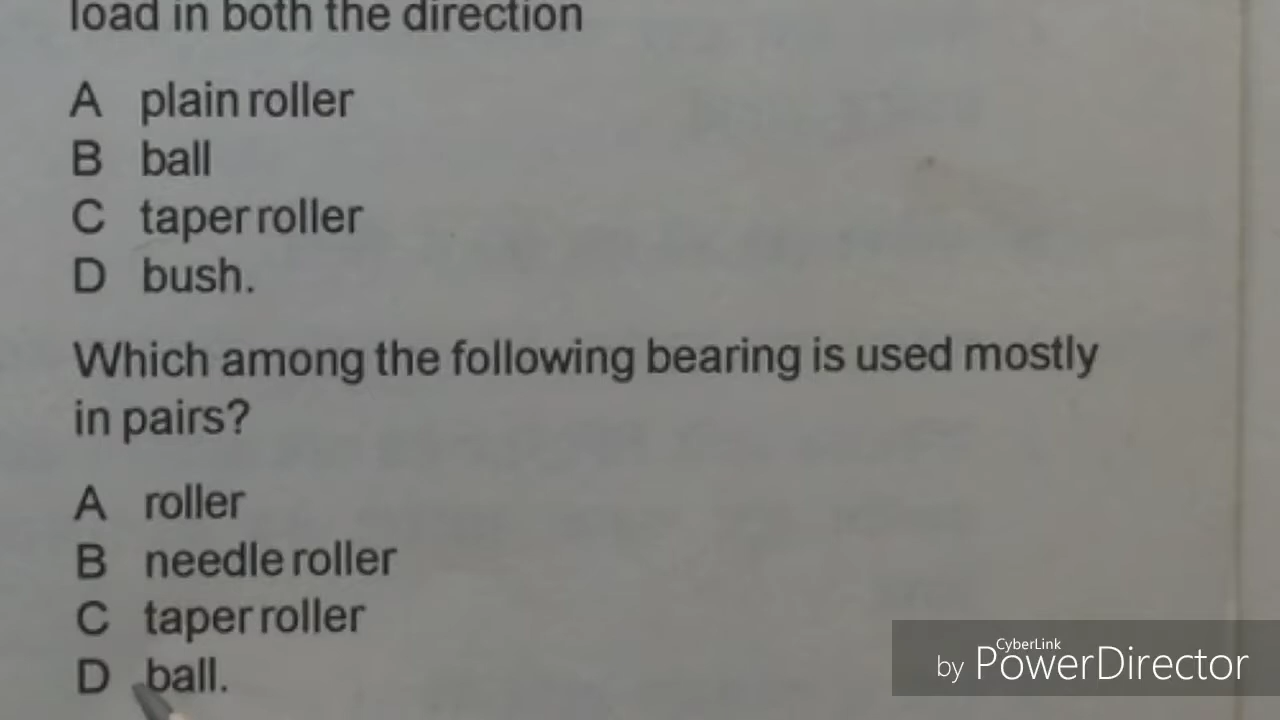 load in both the direction
A plain roller
B ball
C taper roller
D bush.
Which among the following bearing is used mostly
in pairs?
A roller
B needle roller
C taper roller
D ball.
CyberLink
by PowerDirector